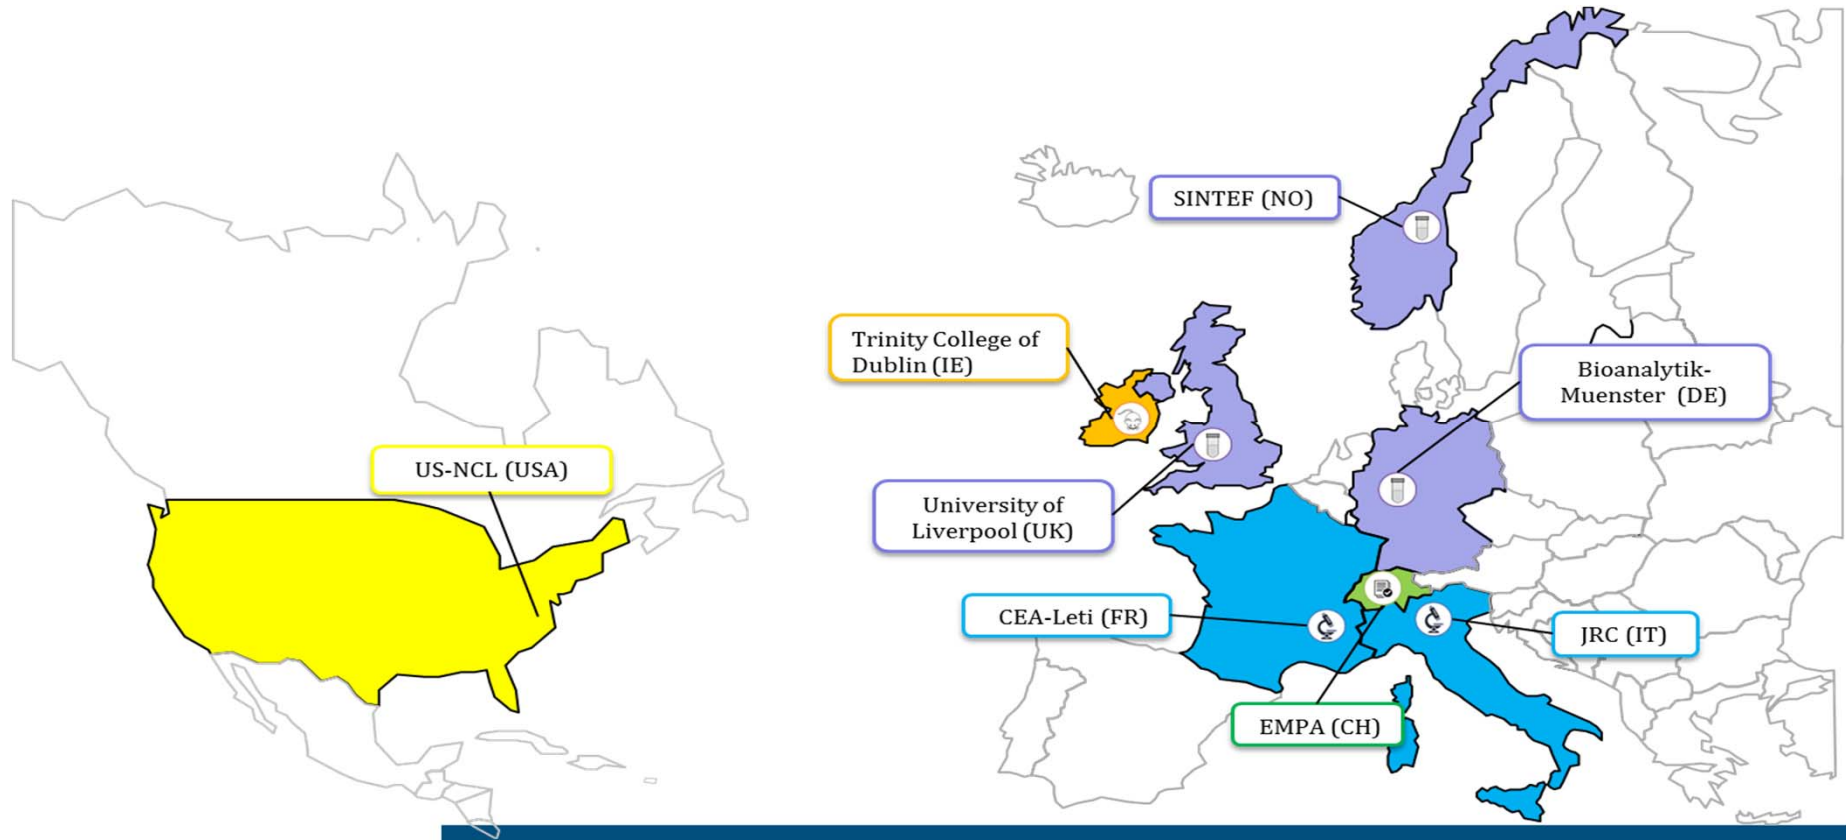 SINTEF (NO)
Trinity College of
Dublin (IE)
Bioanalytik-
Muenster (DE)
US-NCL (USA)
University of
Liverpool (UK)
CEA-Leti (FR)
JRC (IT)
EMPA (CH)